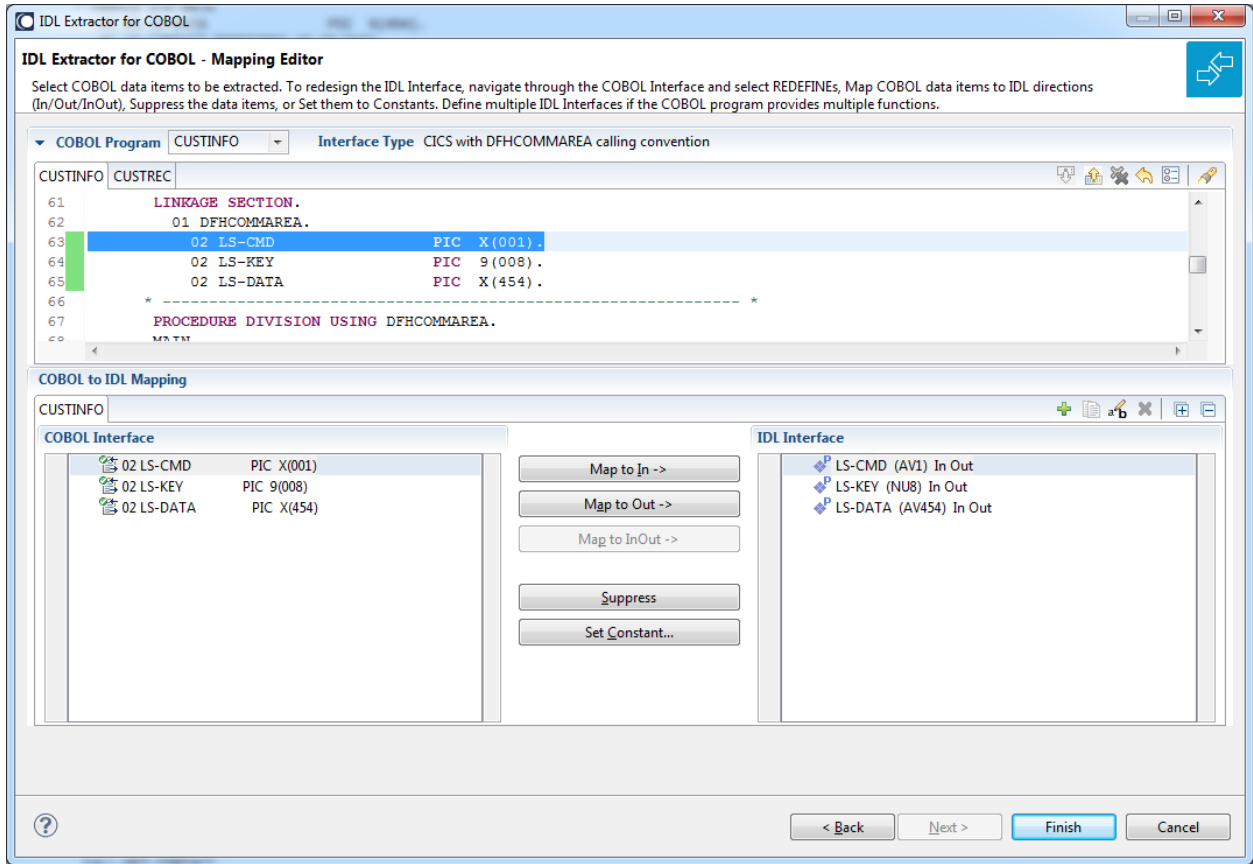 IDL Extractor for COBOL
IDL Extractor for COBOL - Mapping Editor
Select COBOL data items to be extracted. To redesign the IDL Interface, navigate through the COBOL Interface and select REDEFINEs, Map COBOL data items to IDL directions
(In/Out/InOut), Suppress the data items, or Set them to Constants. Define multiple IDL Interfaces if the COBOL program provides multiple functions.
COBOL Program CUSTINFO Interface Type CICS with DFHCOMMAREA calling convention
CUSTINFO CUSTREC
61 LINKAGE SECTION.
62 01 DFHCOMMAREA.
63 02 LS-CMD PIC X(001).
64 02 LS-KEY PIC 9(008).
65 02 LS-DATA PIC X(454).
66 * -------------------------------------------------------------- *
67 PROCEDURE DIVISION USING DFHCOMMAREA.
68 MAIN
COBOL to IDL Mapping
CUSTINFO
COBOL Interface
02 LS-CMD PIC X(001)
02 LS-KEY PIC 9(008)
02 LS-DATA PIC X(454)
Map to In ->
Map to Out ->
Map to InOut ->
Suppress
Set Constant...
IDL Interface
LS-CMD (AV1) In Out
LS-KEY (NU8) In Out
LS-DATA (AV454) In Out
< Back Next > Finish Cancel